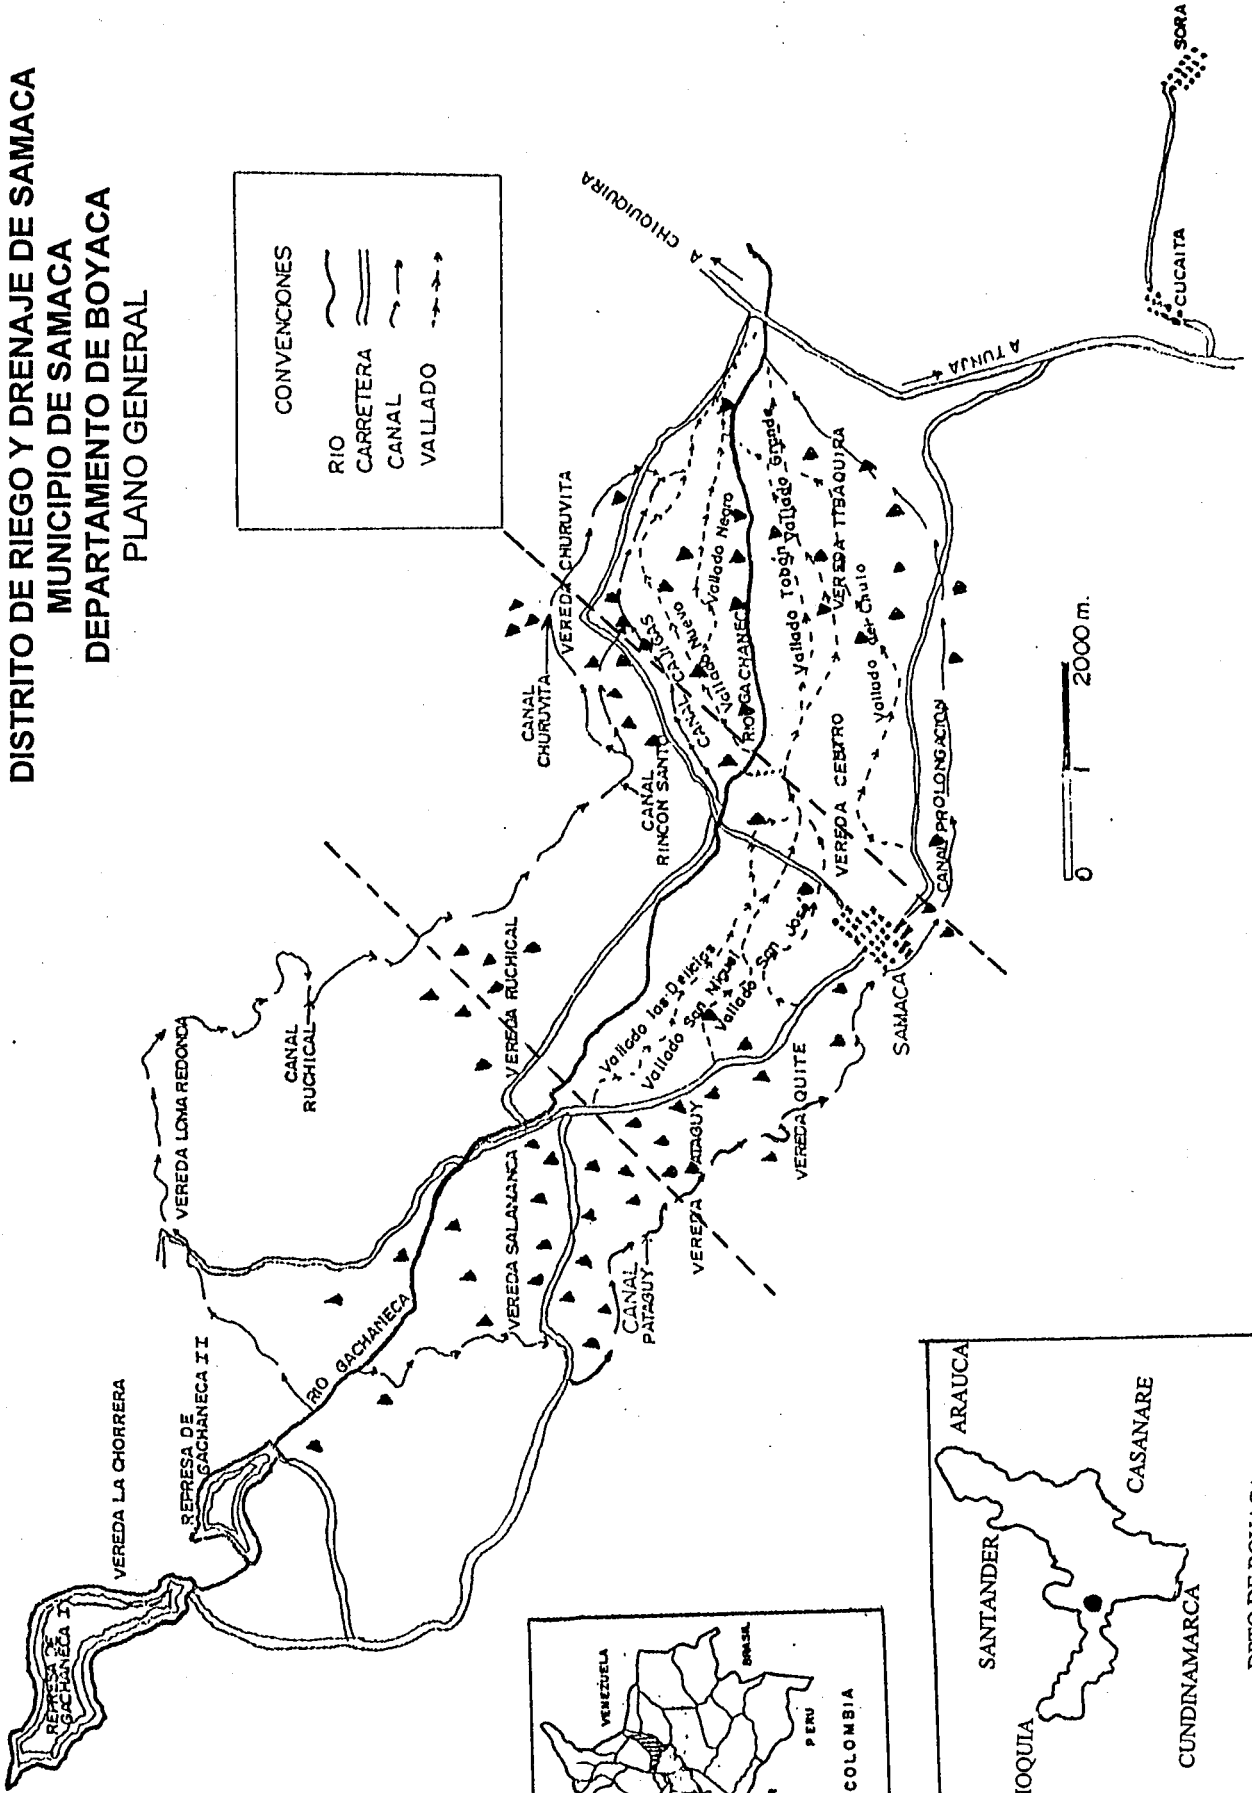 DISTRITO DE RIEGO Y DRENAJE DE SAMACA
MUNICIPIO DE SAMACA
DEPARTAMENTO DE BOYACA
PLANO GENERAL
CONVENCIONES
RIO
CARRETERA
CANAL
VALLADO
A CHIQUIQUIRA
A TUNJA
SORA
CUCAITA
VEREDA LA CHORRERA
REPRESA DE
GACHANECA I
REPRESA DE
GACHANECA II
RIO GACHANECA
VEREDA LOMA REDONDA
CANAL
RUCHICAL
VEREDA RUCHICAL
VEREDA SALAMANCA
CANAL
PATAGUY
VEREDA PATAGUY
VEREDA QUITE
SAMACA
Vallado las Delicias
Vallado San Miguel
Vallado San José
CANAL
CHURUVITA
VEREDA CHURUVITA
CANAL
RINCON SANTO
CANAL CAJIGAS
Vallado Nuevo
Vallado Negro
RIO GACHANECA
Vallado Tobón
Vallado Grande
VEREDA TIBAQUIRA
VEREDA CENTRO
Vallado del Chulo
CANAL PROLONGACION
0
1
2000 m.
VENEZUELA
BRASIL
PERU
COLOMBIA
ARAUCA
SANTANDER
CASANARE
CUNDINAMARCA
IOQUIA